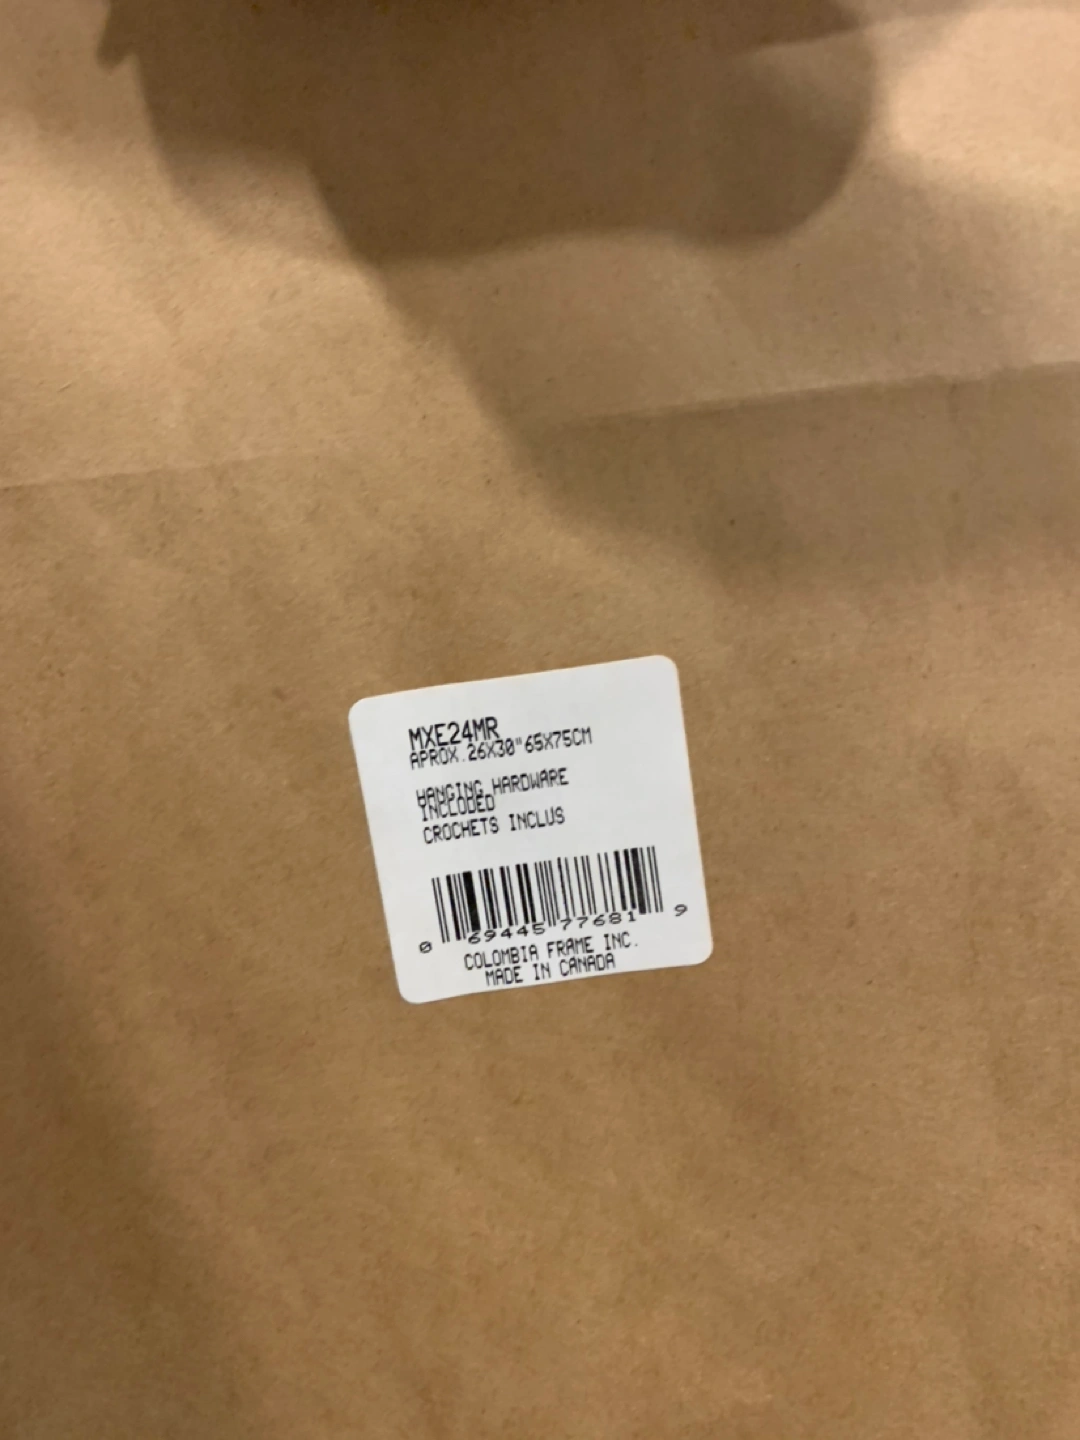 MXE24MR
APROX.26X30"65X75CM
HANGING HARDWARE
INCLUDED
CROCHETS INCLUS
0 69445 77681 9
COLOMBIA FRAME INC.
MADE IN CANADA